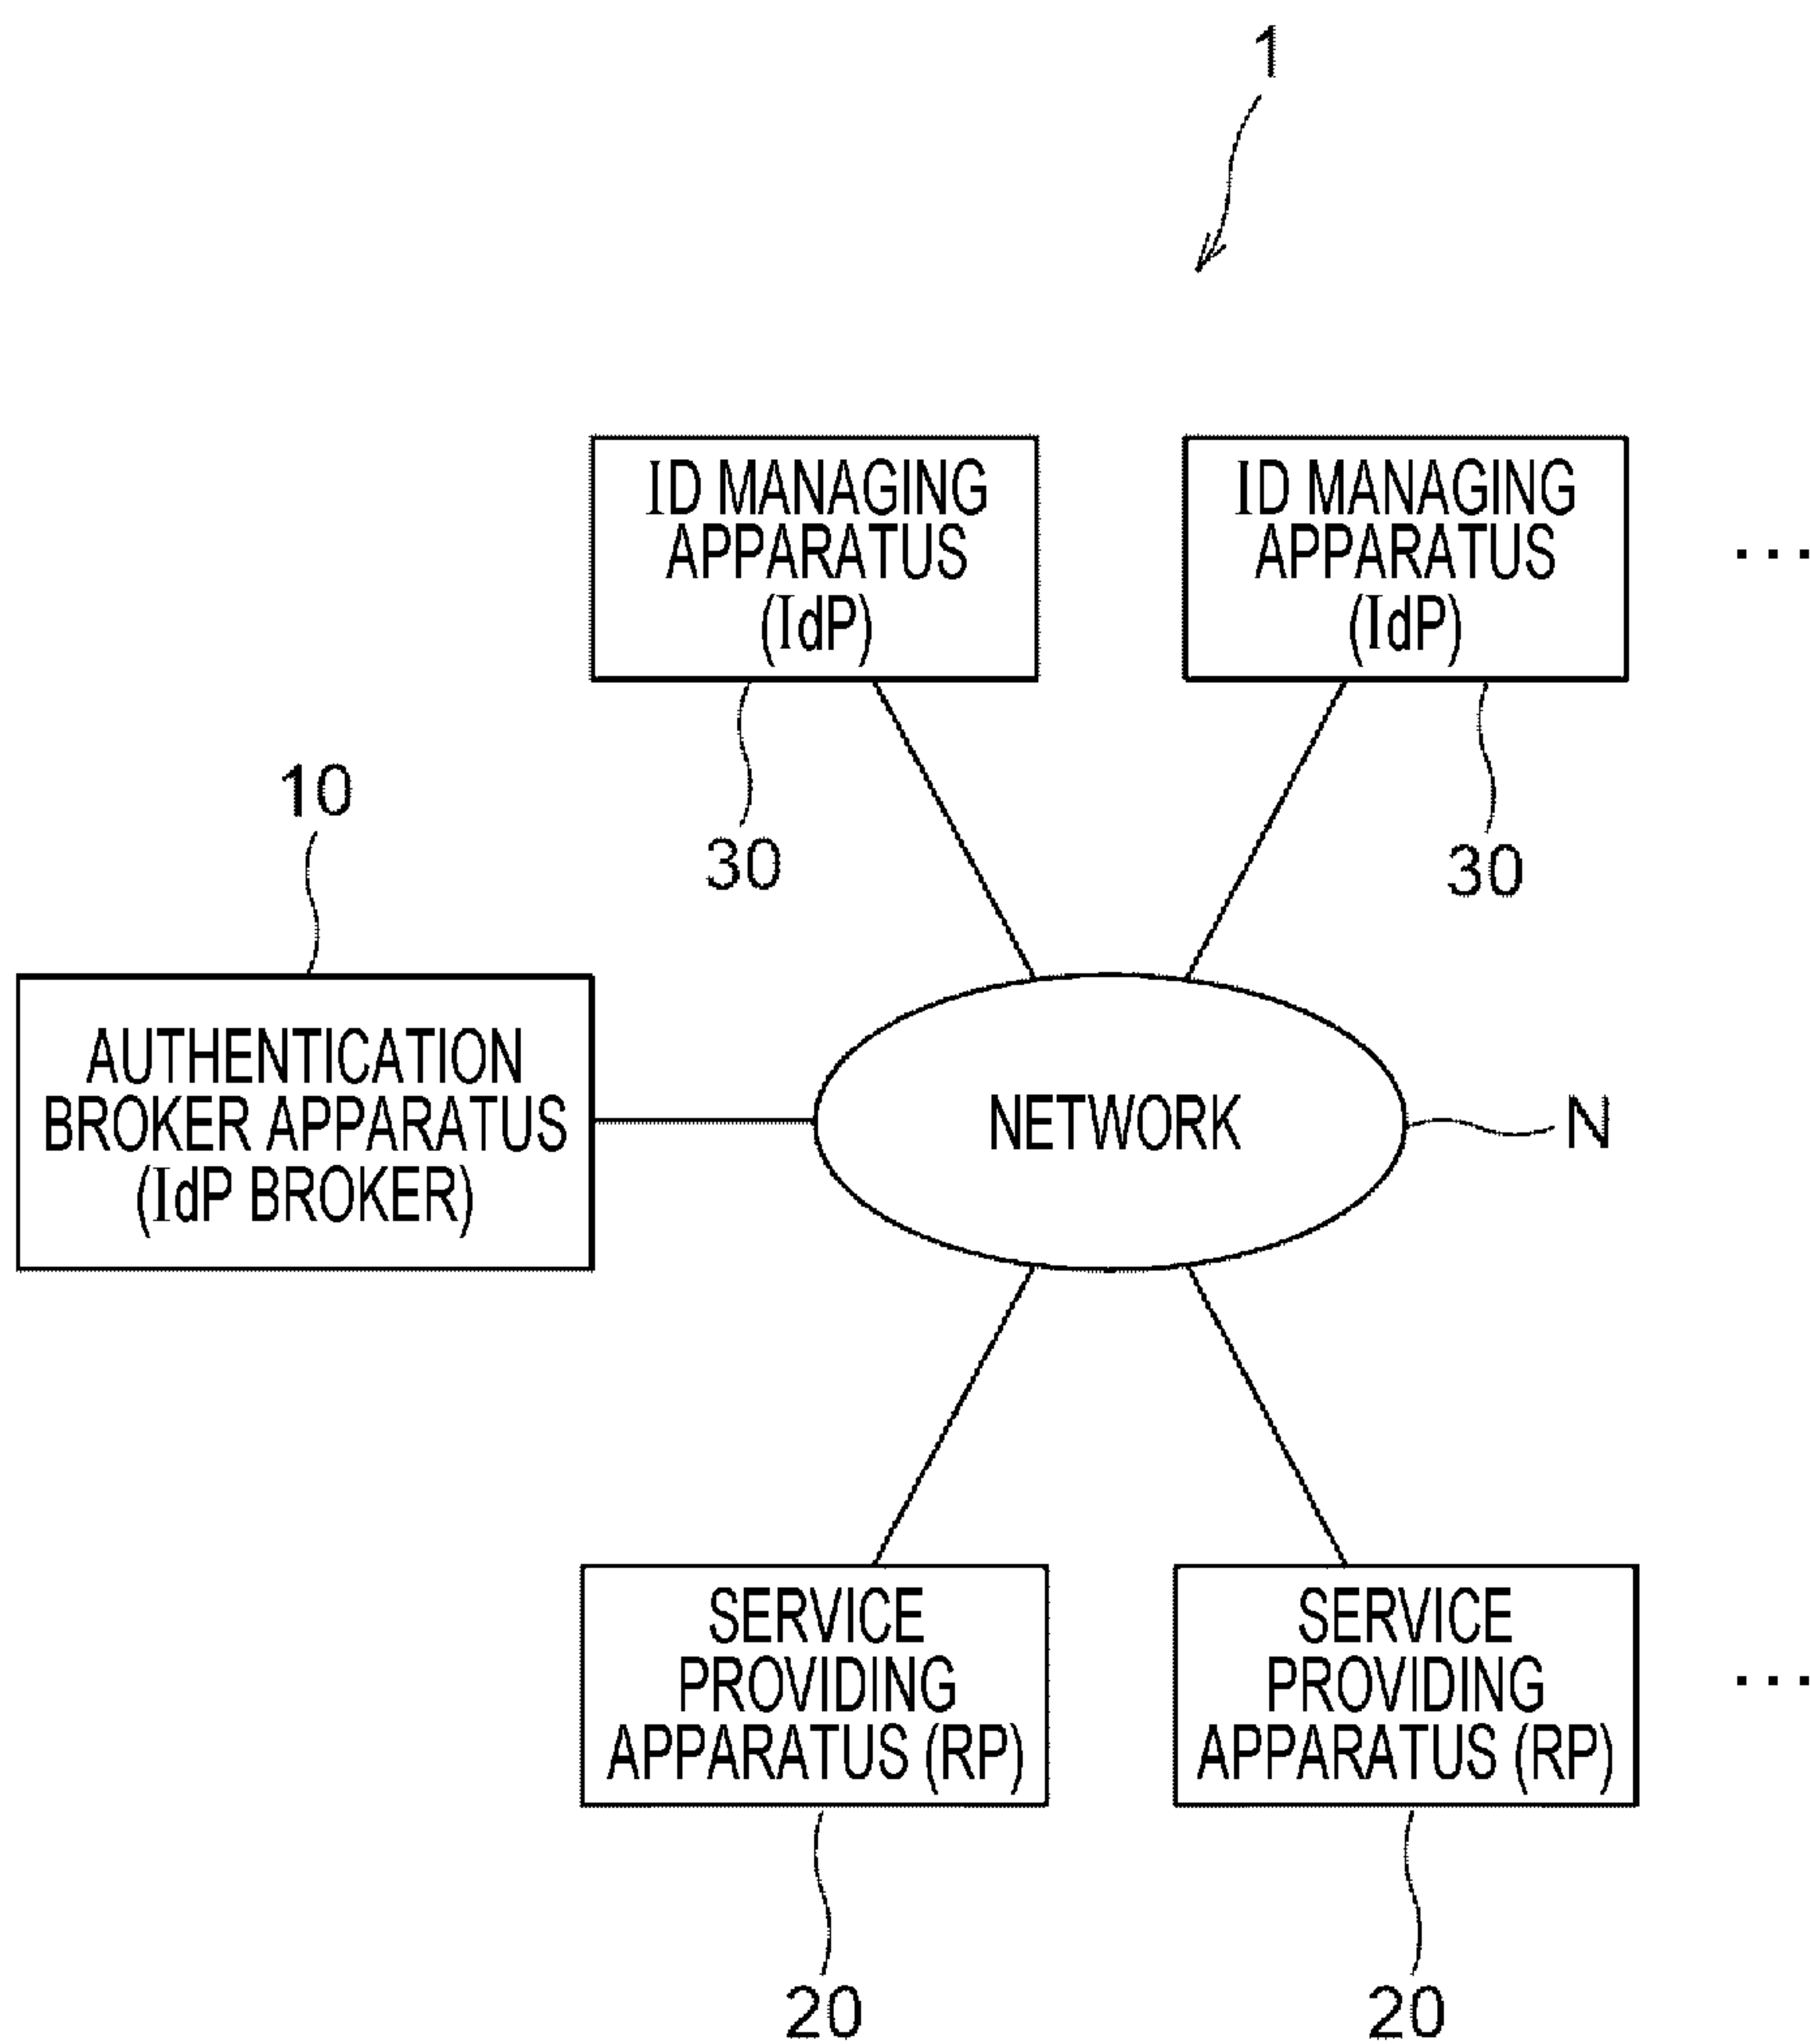 1
ID MANAGING
APPARATUS
(IdP)
ID MANAGING
APPARATUS
(IdP)
...
30
30
10
AUTHENTICATION
BROKER APPARATUS
(IdP BROKER)
NETWORK
N
SERVICE
PROVIDING
APPARATUS (RP)
SERVICE
PROVIDING
APPARATUS (RP)
...
20
20